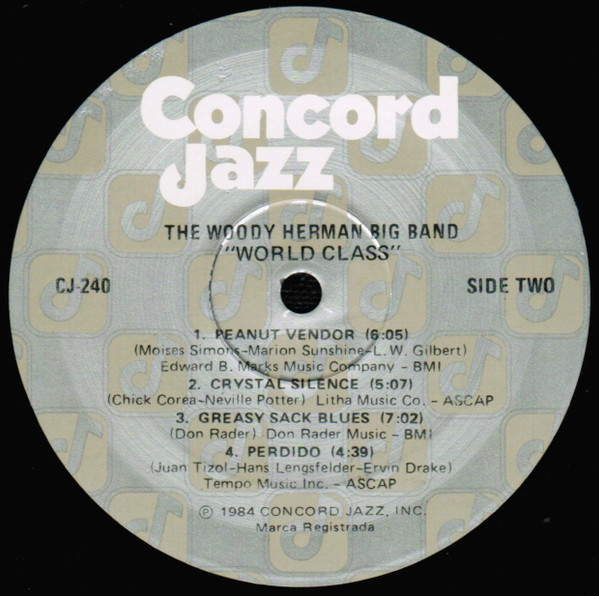 Concord
Jazz
THE WOODY HERMAN BIG BAND
"WORLD CLASS"
CJ-240
SIDE TWO
1. PEANUT VENDOR (6:05)
(Moises Simons-Marion Sunshine-L.W. Gilbert)
Edward B. Marks Music Company - BMI
2. CRYSTAL SILENCE (5:07)
(Chick Corea-Neville Potter) Litha Music Co. - ASCAP
3. GREASY SACK BLUES (7:02)
(Don Rader) Don Rader Music - BMI
4. PERDIDO (4:39)
(Juan Tizol-Hans Lengsfelder-Ervin Drake)
Tempo Music Inc. - ASCAP
℗ 1984 CONCORD JAZZ, INC.
Marca Registrada